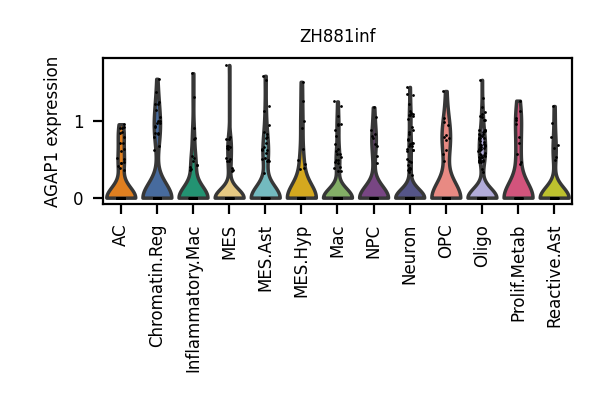 ZH881inf
AGAP1 expression
1
0
AC
Chromatin.Reg
Inflammatory.Mac
MES
MES.Ast
MES.Hyp
Mac
NPC
Neuron
OPC
Oligo
Prolif.Metab
Reactive.Ast